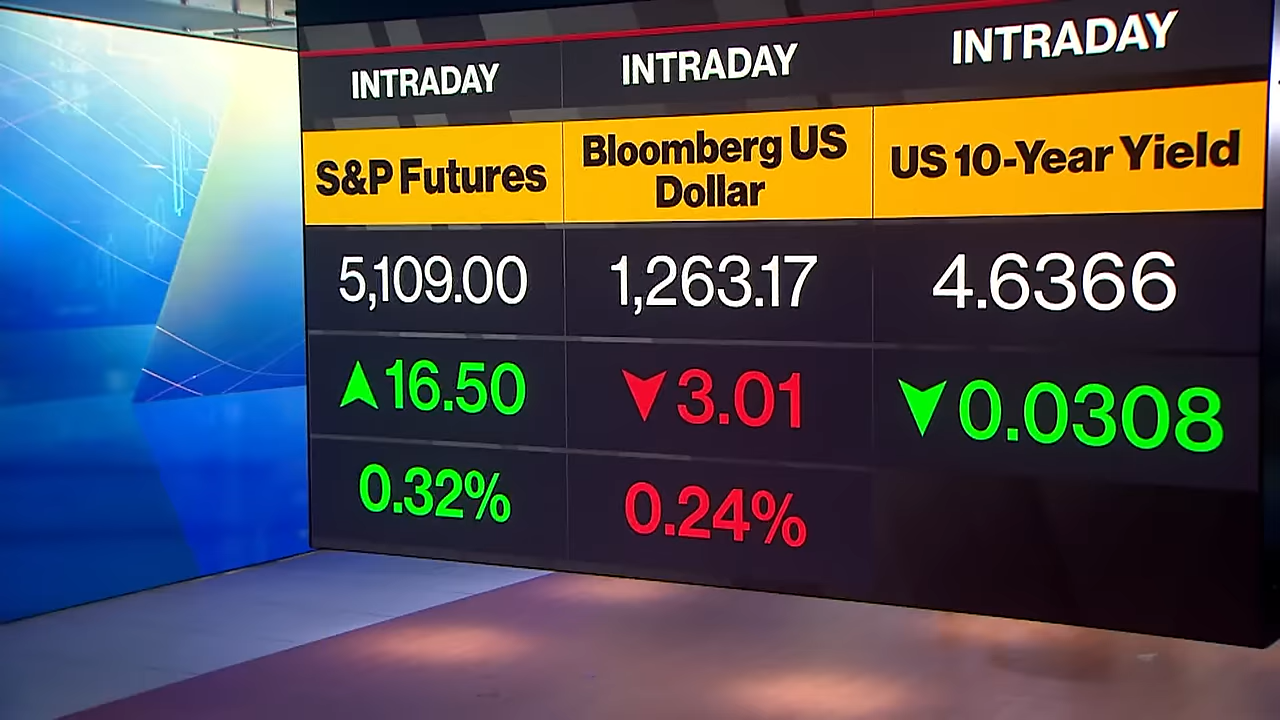 INTRADAY INTRADAY INTRADAY
S&P Futures
Bloomberg US
Dollar
US 10-Year Yield
5,109.00 1,263.17 4.6366
▲16.50 ▼3.01 ▼0.0308
0.32% 0.24%